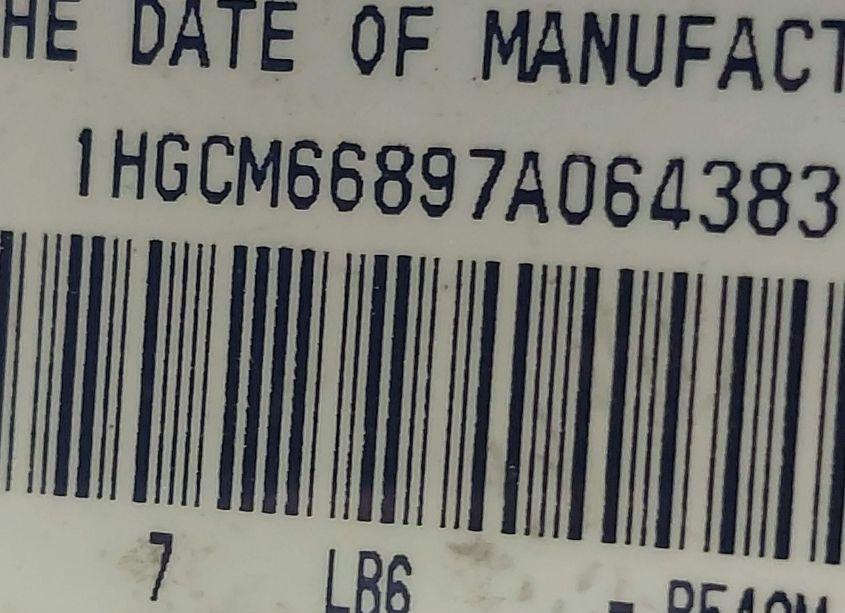 HE DATE OF MANUFACT
1HGCM66897A064383
7 LB6 -